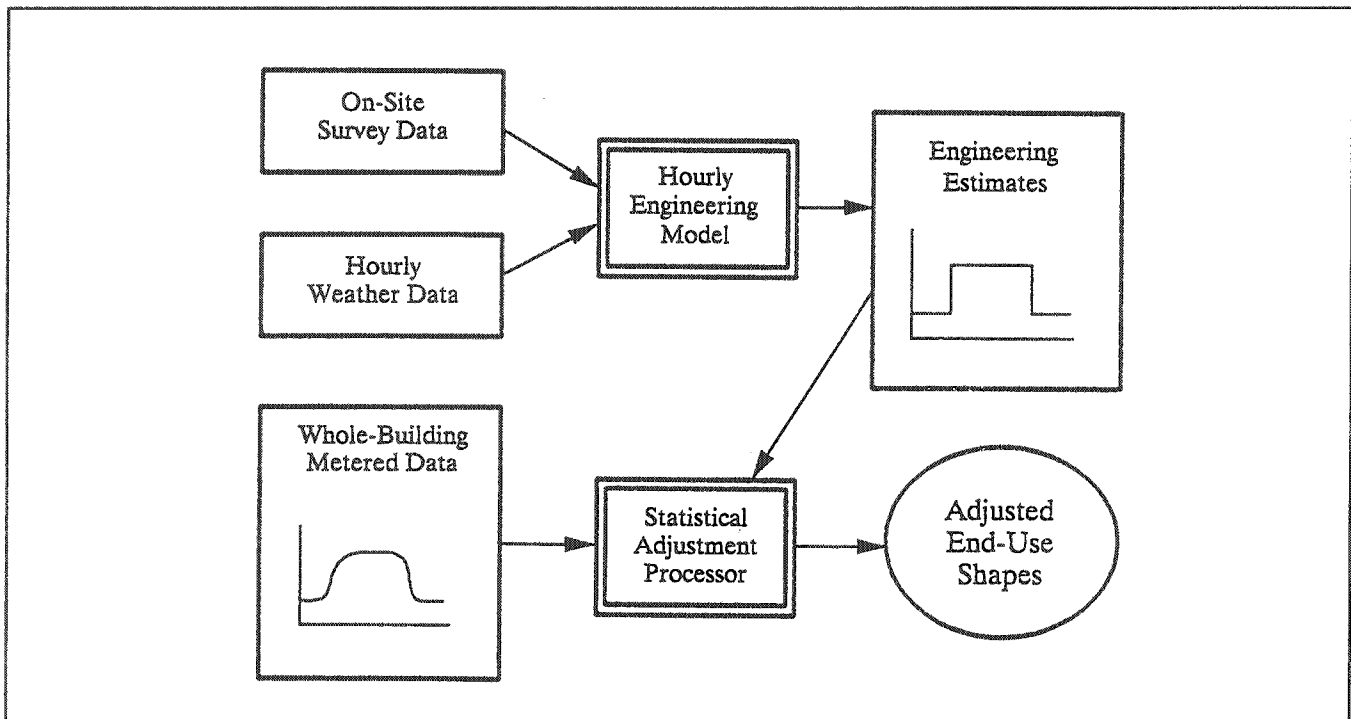 On-Site
Survey Data
Hourly
Weather Data
Hourly
Engineering
Model
Engineering
Estimates
Whole-Building
Metered Data
Statistical
Adjustment
Processor
Adjusted
End-Use
Shapes